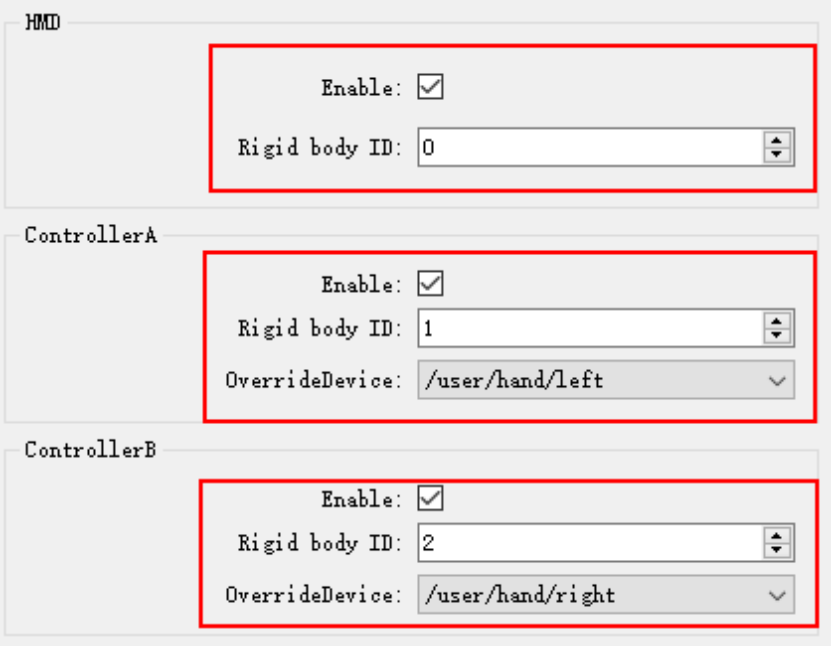 HMD
Enable:
Rigid body ID: 0
ControllerA
Enable:
Rigid body ID: 1
OverrideDevice: /user/hand/left
ControllerB
Enable:
Rigid body ID: 2
OverrideDevice: /user/hand/right